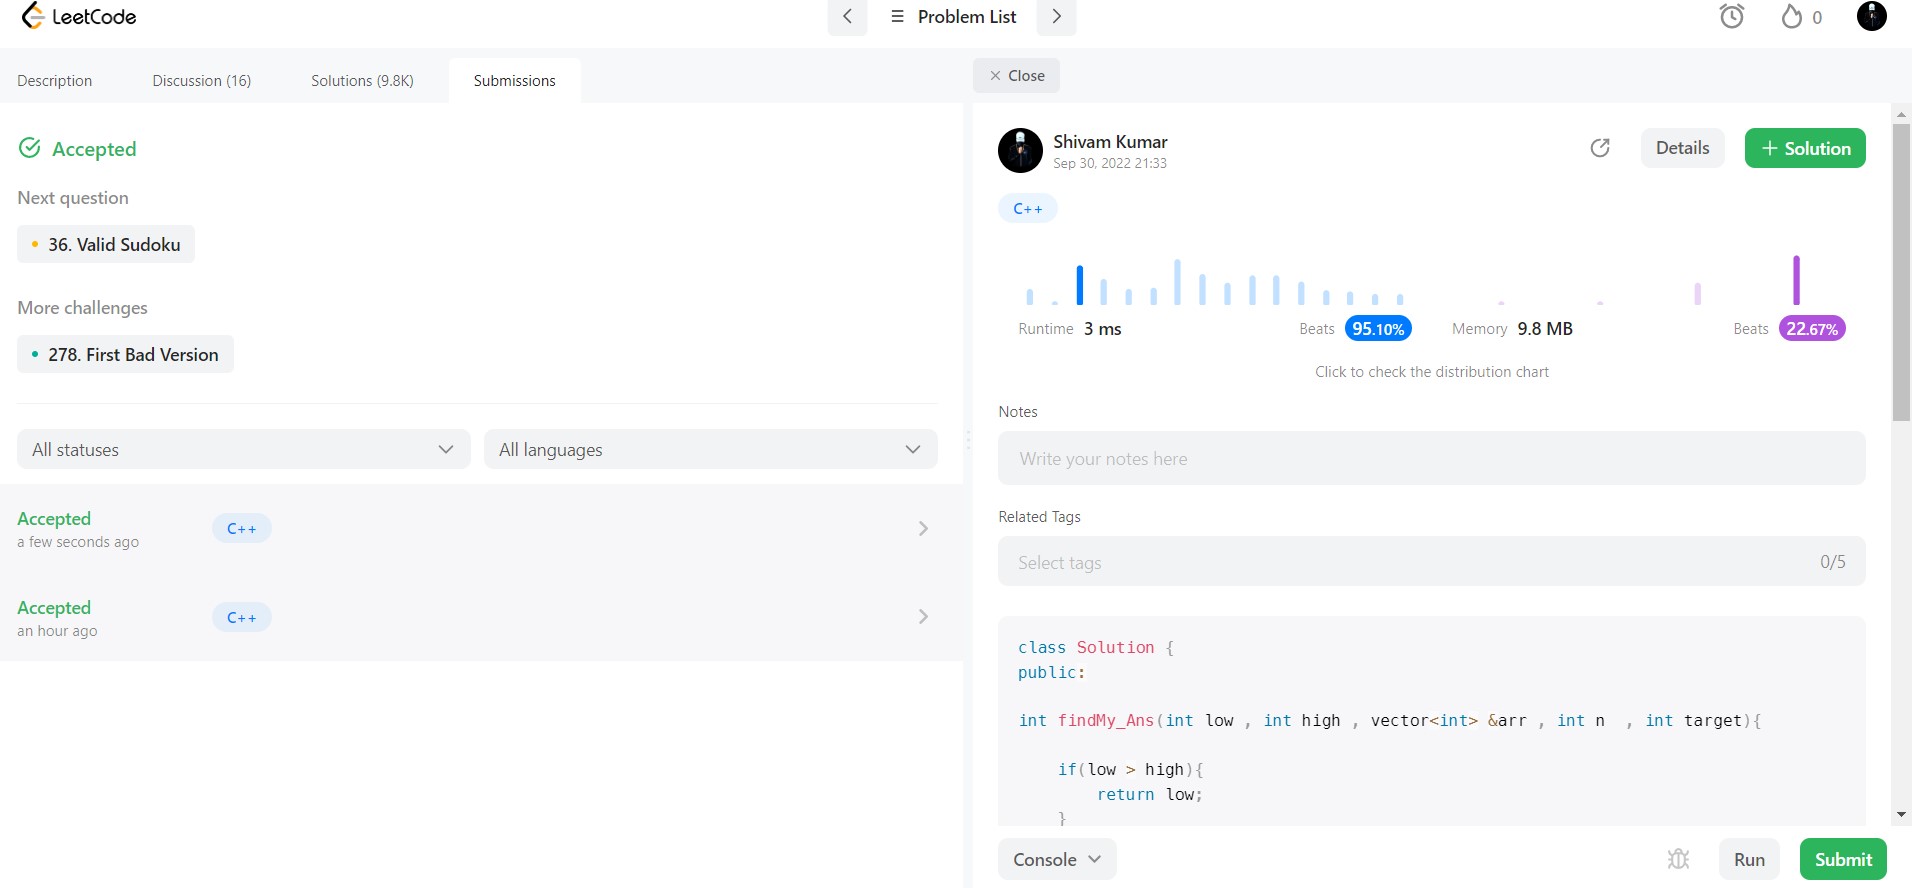 LeetCode
Problem List
0
Description
Discussion (16)
Solutions (9.8K)
Submissions
Accepted
Next question
36. Valid Sudoku
More challenges
278. First Bad Version
All statuses
All languages
Accepted
a few seconds ago
C++
Accepted
an hour ago
C++
Close
Shivam Kumar
Sep 30, 2022 21:33
Details
+ Solution
C++
Runtime 3 ms
Beats 95.10%
Memory 9.8 MB
Beats 22.67%
Click to check the distribution chart
Notes
Write your notes here
Related Tags
Select tags
0/5
class Solution {
public:
int findMy_Ans(int low , int high , vector<int> &arr , int n  , int target){
if(low > high){
return low;
}
Console
Run
Submit